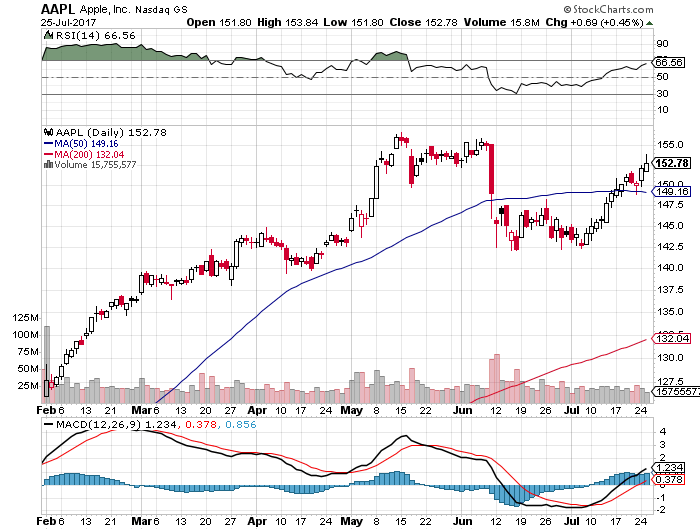 AAPL Apple, Inc. Nasdaq GS © StockCharts.com
25-Jul-2017 Open 151.80 High 153.84 Low 151.80 Close 152.78 Volume 15.8M Chg +0.69 (+0.45%)
RSI(14) 66.56
90
70
66.56
50
30
10
AAPL (Daily) 152.78
MA(50) 149.16
MA(200) 132.04
Volume 15,755,577
155.0
152.78
150.0
149.16
147.5
145.0
142.5
140.0
137.5
135.0
132.5
132.04
130.0
127.5
15755577
125M
100M
75M
50M
25M
Feb 6 13 21 27 Mar 6 13 20 27 Apr 10 17 24 May 8 15 22 Jun 12 19 26 Jul 10 17 24
MACD(12,26,9) 1.234, 0.378, 0.856
4
3
2
1.234
0.378
-1
-2
Feb 6 13 21 27 Mar 6 13 20 27 Apr 10 17 24 May 8 15 22 Jun 12 19 26 Jul 10 17 24